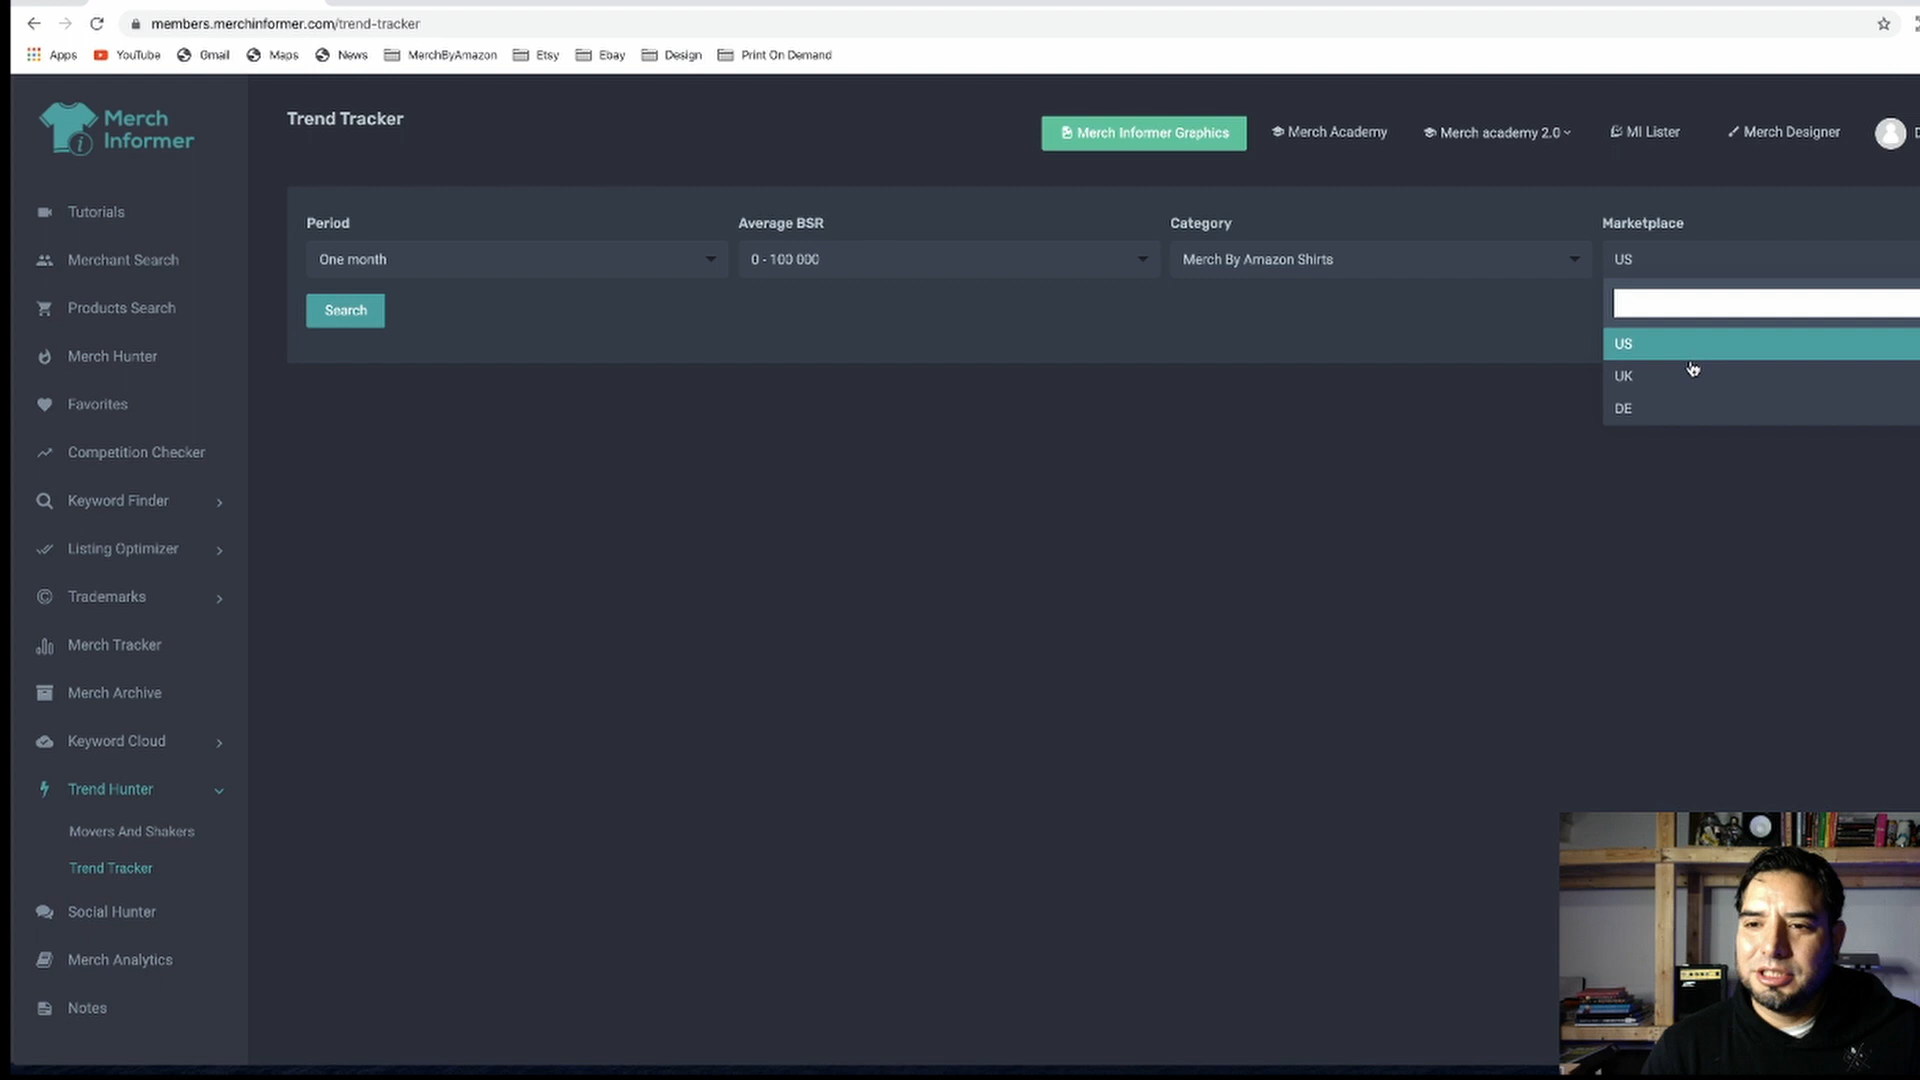 members.merchinformer.com/trend-tracker
Apps YouTube Gmail Maps News MerchByAmazon Etsy Ebay Design Print On Demand
Merch Informer
Trend Tracker
Merch Informer Graphics Merch Academy Merch academy 2.0 MI Lister Merch Designer
Tutorials
Merchant Search
Products Search
Merch Hunter
Favorites
Competition Checker
Keyword Finder
Listing Optimizer
Trademarks
Merch Tracker
Merch Archive
Keyword Cloud
Trend Hunter
Movers And Shakers
Trend Tracker
Social Hunter
Merch Analytics
Notes
Period Average BSR Category Marketplace
One month 0 - 100 000 Merch By Amazon Shirts US
Search
US
UK
DE